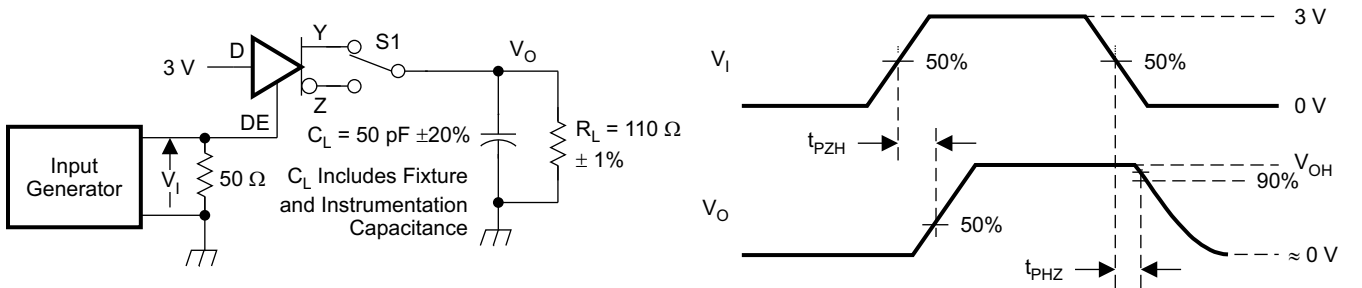 3 V
D
Y
S1
V_O
Z
DE
Input
Generator
V_I
50 Ω
C_L = 50 pF ±20%
C_L Includes Fixture
and Instrumentation
Capacitance
R_L = 110 Ω
± 1%
V_I
50%
50%
3 V
0 V
t_PZH
V_O
50%
V_OH
90%
t_PHZ
≈ 0 V